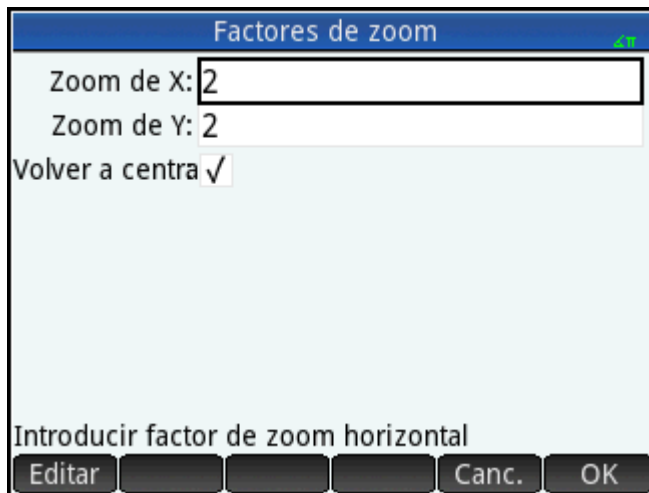 Factores de zoom
∡π
Zoom de X: 2
Zoom de Y: 2
Volver a centra √
Introducir factor de zoom horizontal
Editar Canc. OK